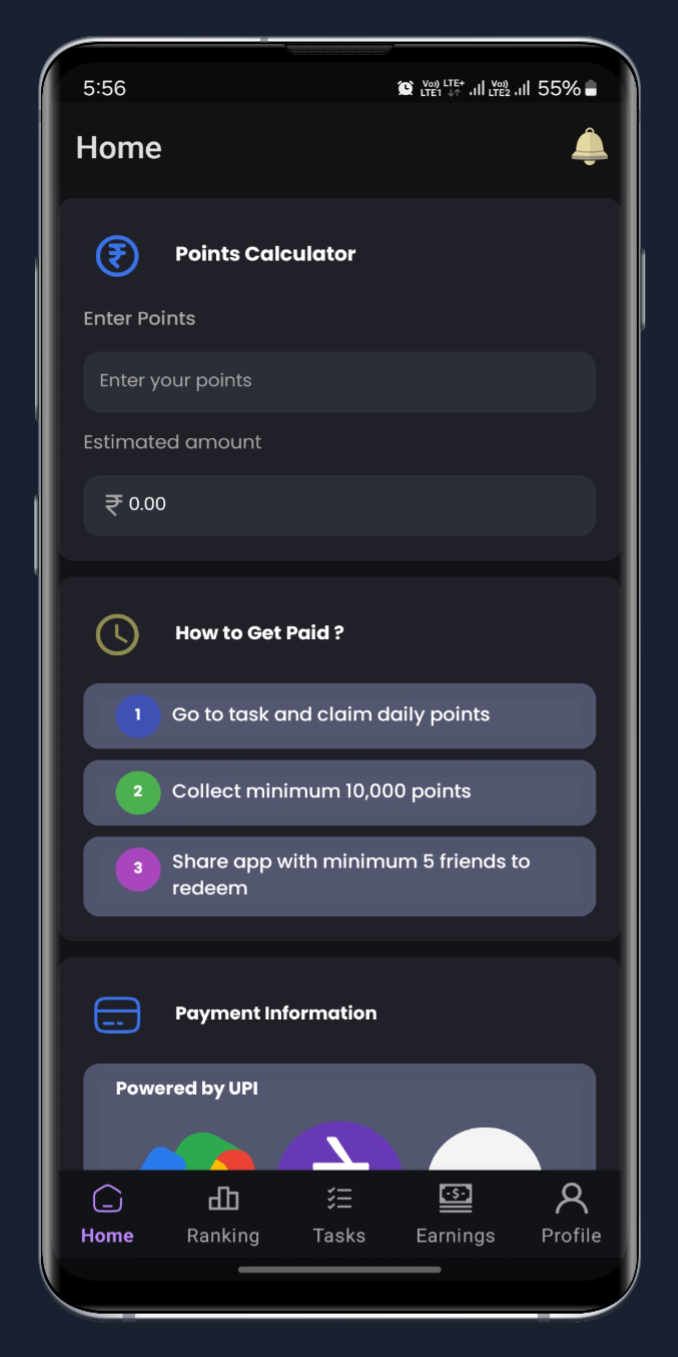 5:56
Vo)) LTE+
LTE1 ↓↑ Vo)) LTE2 55%
Home
Points Calculator
Enter Points
Enter your points
Estimated amount
₹ 0.00
How to Get Paid ?
1 Go to task and claim daily points
2 Collect minimum 10,000 points
3 Share app with minimum 5 friends to
redeem
Payment Information
Powered by UPI
Home Ranking Tasks Earnings Profile